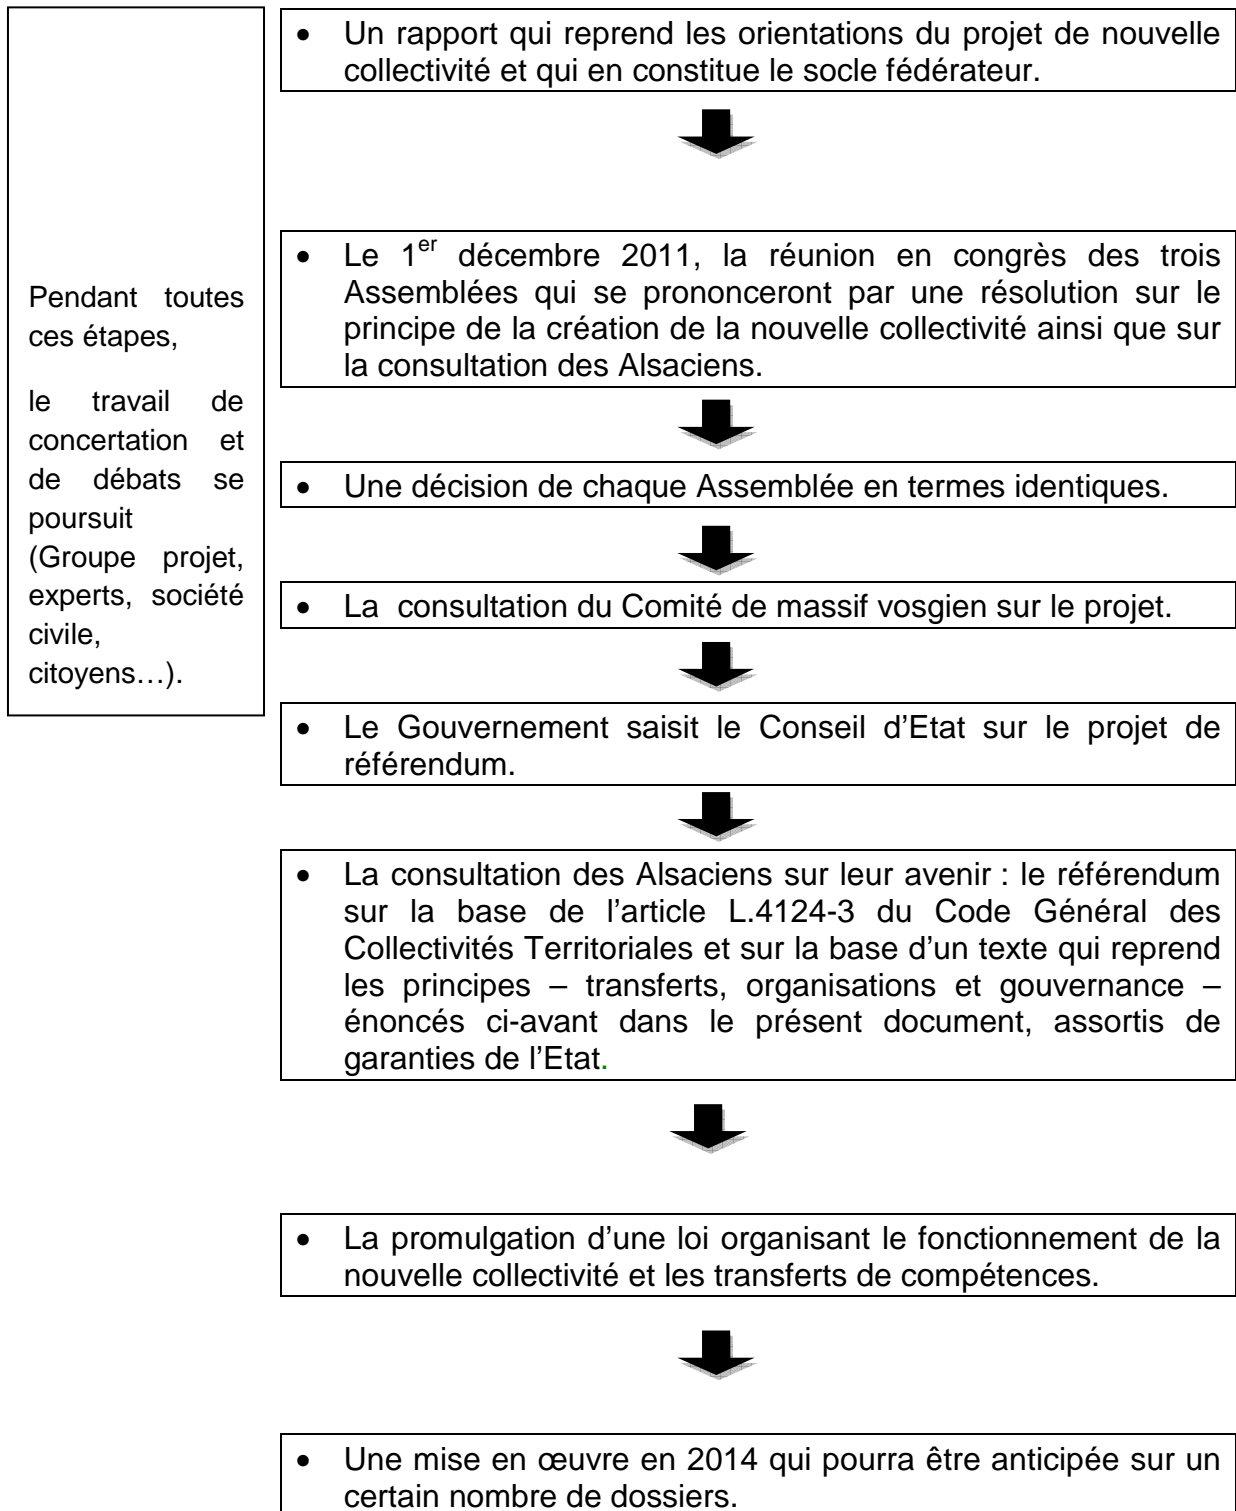 Pendant toutes
ces étapes,
le travail de
concertation et
de débats se
poursuit
(Groupe projet,
experts, société
civile,
citoyens…).
• Un rapport qui reprend les orientations du projet de nouvelle
collectivité et qui en constitue le socle fédérateur.
• Le 1er décembre 2011, la réunion en congrès des trois
Assemblées qui se prononceront par une résolution sur le
principe de la création de la nouvelle collectivité ainsi que sur
la consultation des Alsaciens.
• Une décision de chaque Assemblée en termes identiques.
• La consultation du Comité de massif vosgien sur le projet.
• Le Gouvernement saisit le Conseil d’Etat sur le projet de
référendum.
• La consultation des Alsaciens sur leur avenir : le référendum
sur la base de l’article L.4124-3 du Code Général des
Collectivités Territoriales et sur la base d’un texte qui reprend
les principes – transferts, organisations et gouvernance –
énoncés ci-avant dans le présent document, assortis de
garanties de l’Etat.
• La promulgation d’une loi organisant le fonctionnement de la
nouvelle collectivité et les transferts de compétences.
• Une mise en œuvre en 2014 qui pourra être anticipée sur un
certain nombre de dossiers.